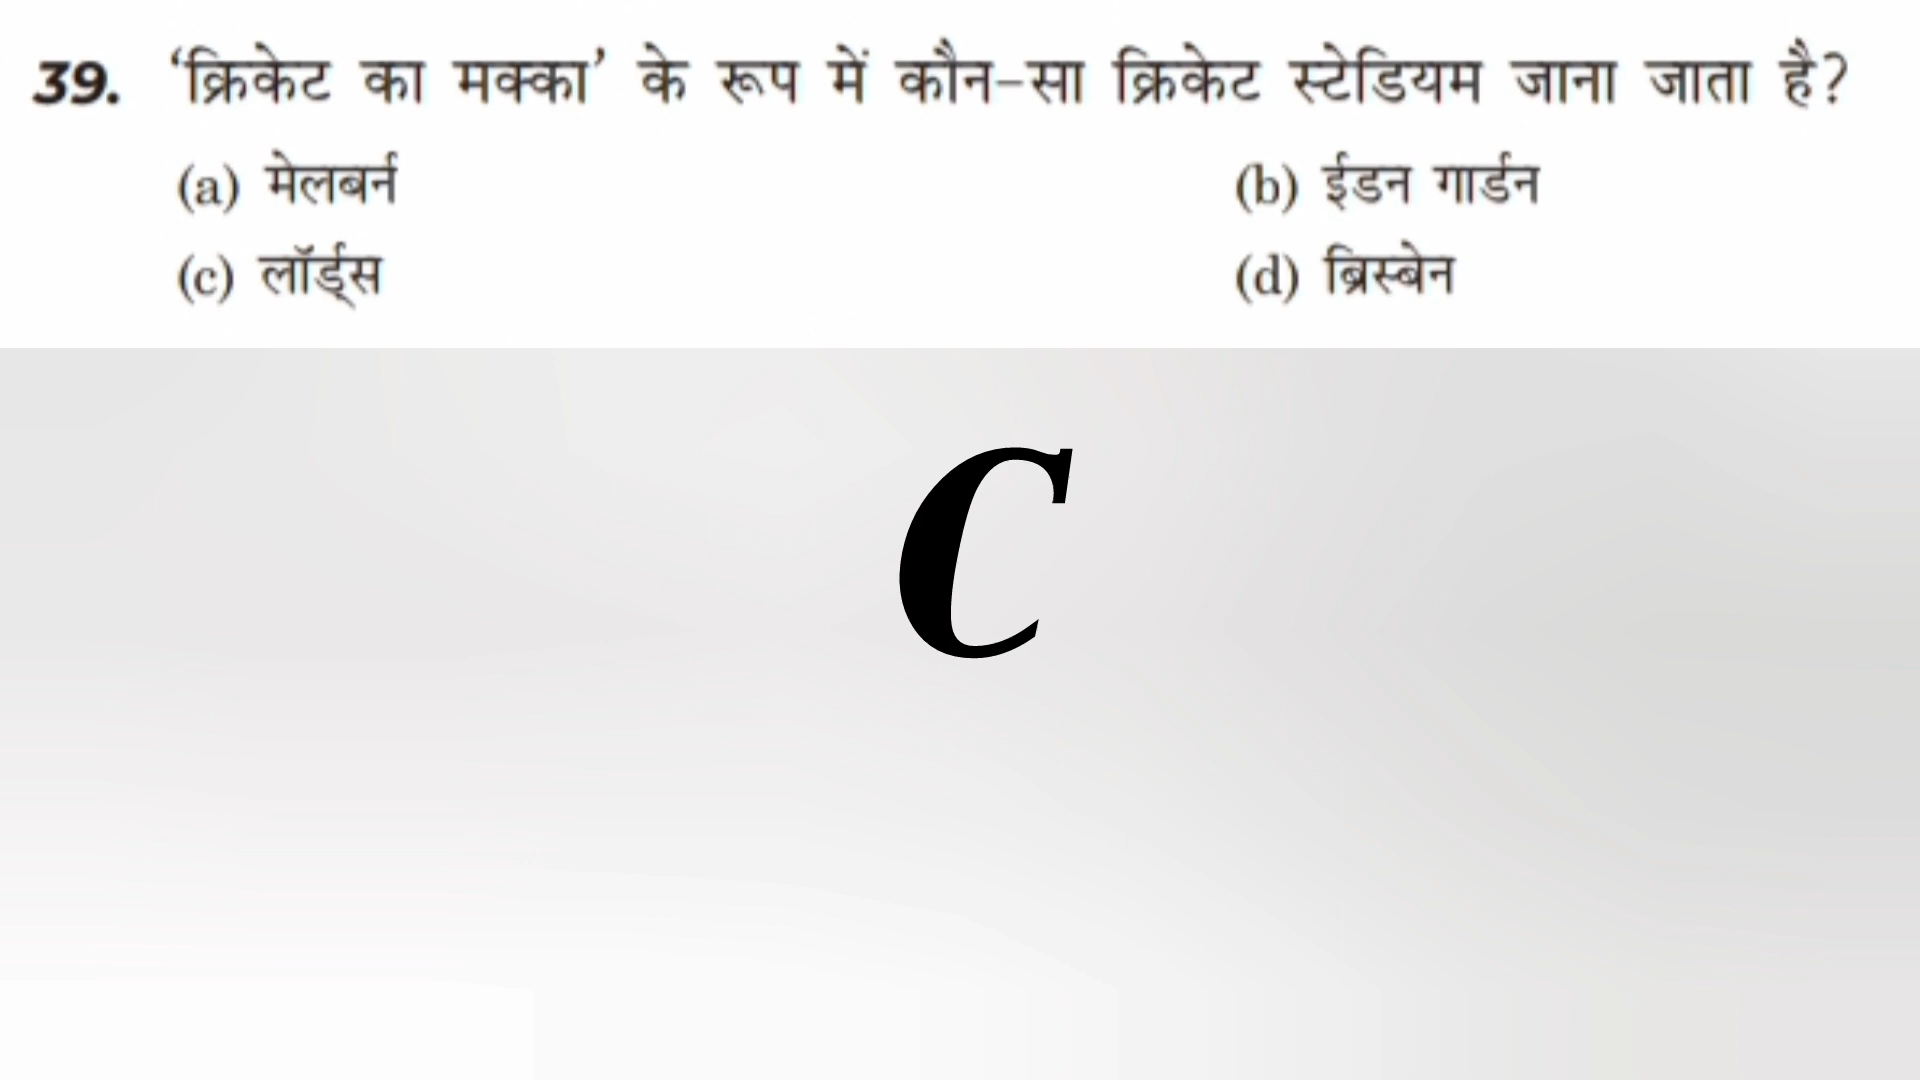 39. ‘क्रिकेट का मक्का’ के रूप में कौन-सा क्रिकेट स्टेडियम जाना जाता है?
(a) मेलबर्न (b) ईडन गार्डन
(c) लॉर्ड्स (d) ब्रिस्बेन
C